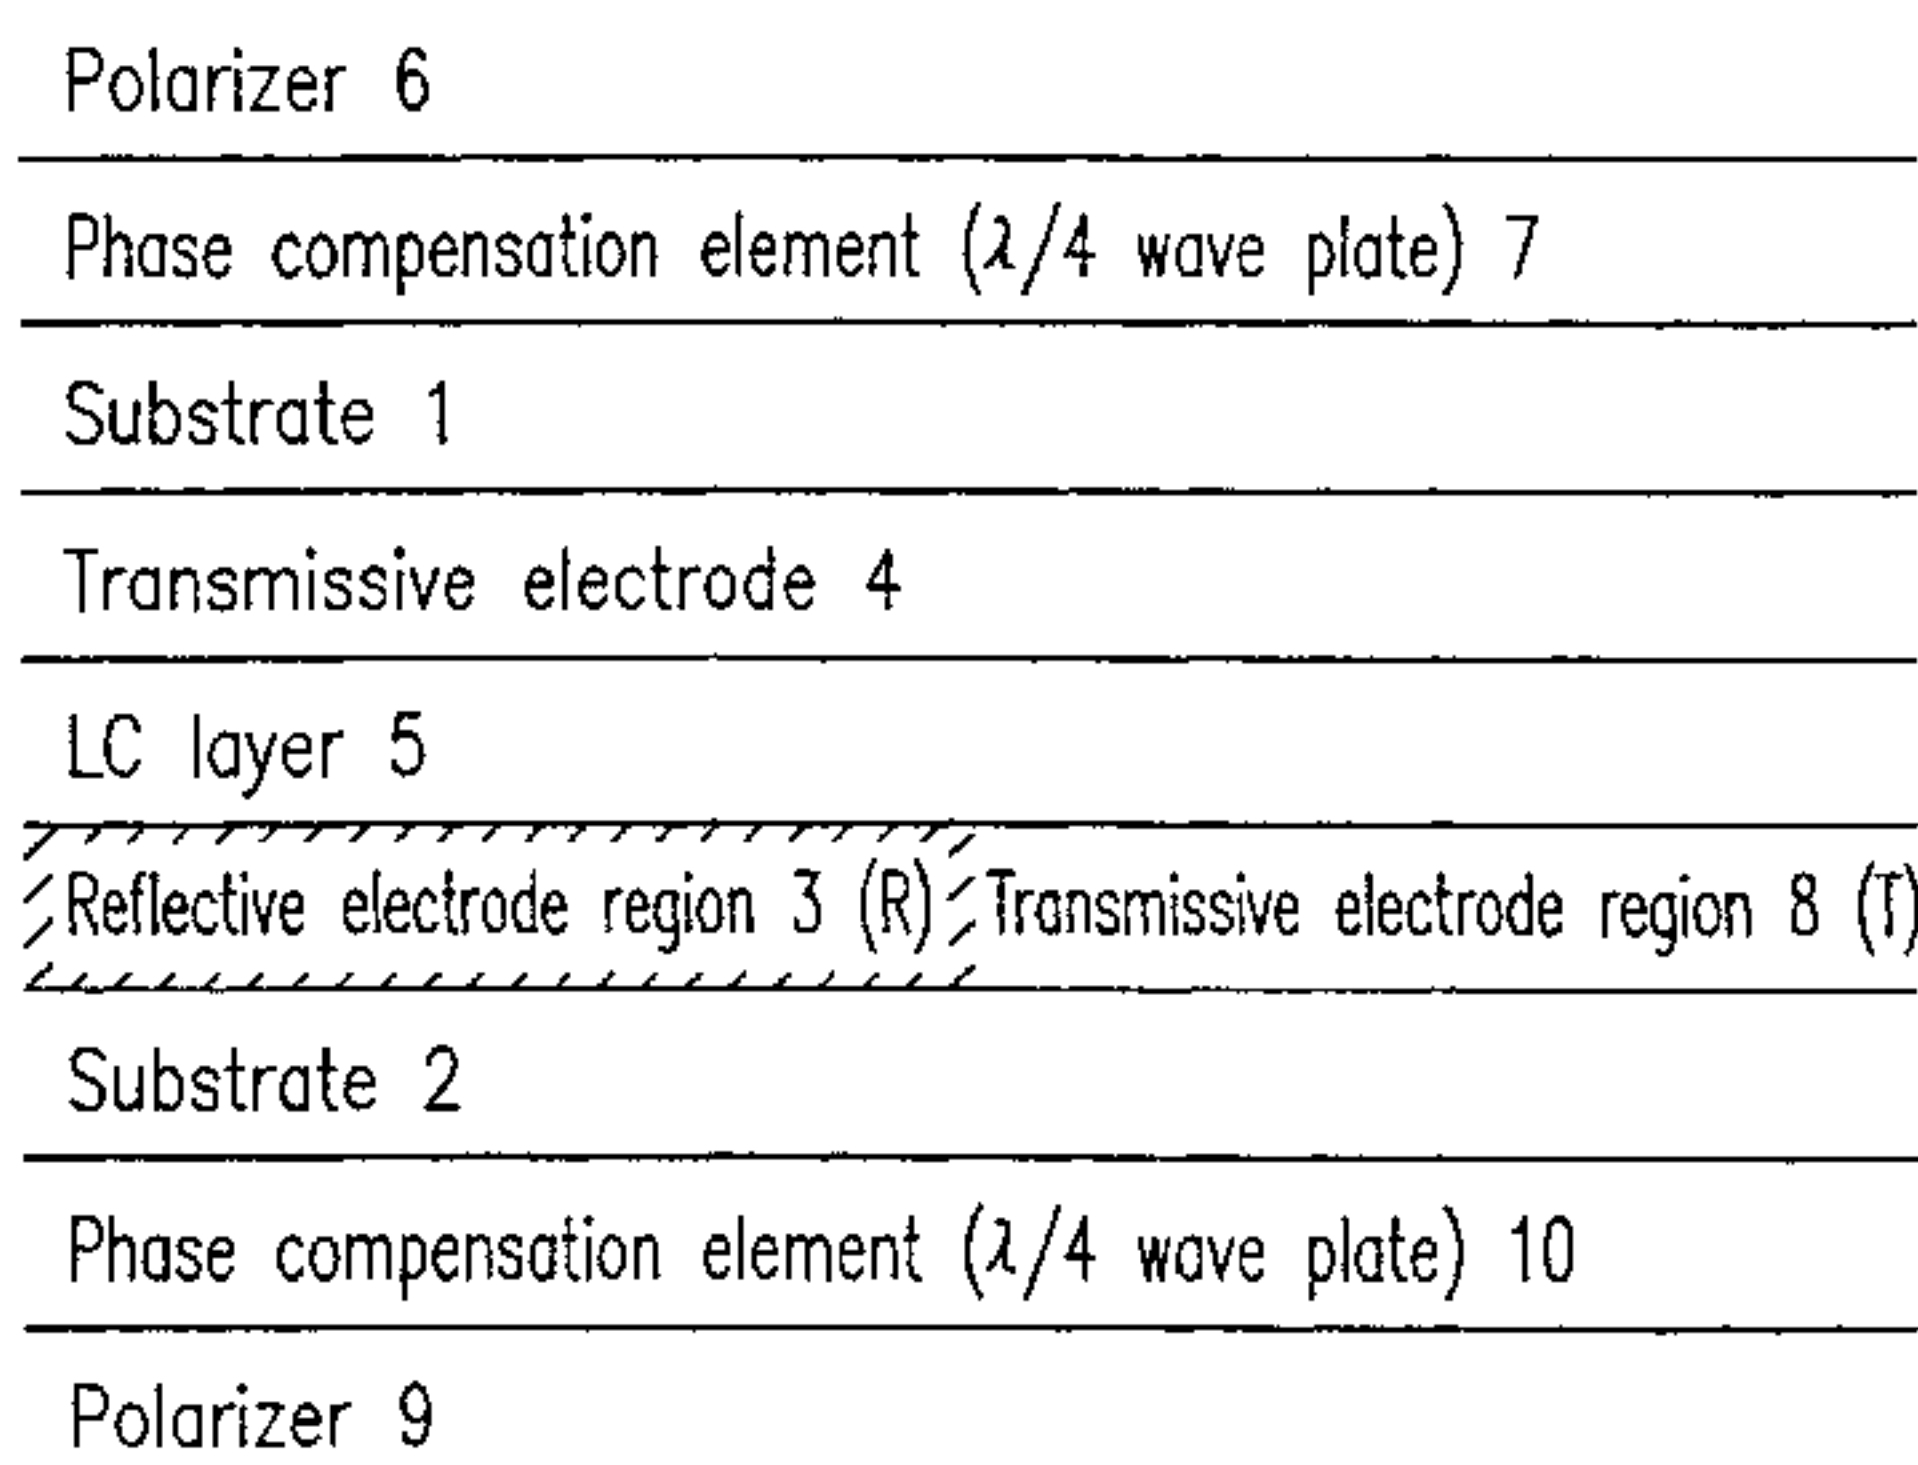 Polarizer 6
Phase compensation element (λ/4 wave plate) 7
Substrate 1
Transmissive electrode 4
LC layer 5
Reflective electrode region 3 (R) Transmissive electrode region 8 (T)
Substrate 2
Phase compensation element (λ/4 wave plate) 10
Polarizer 9